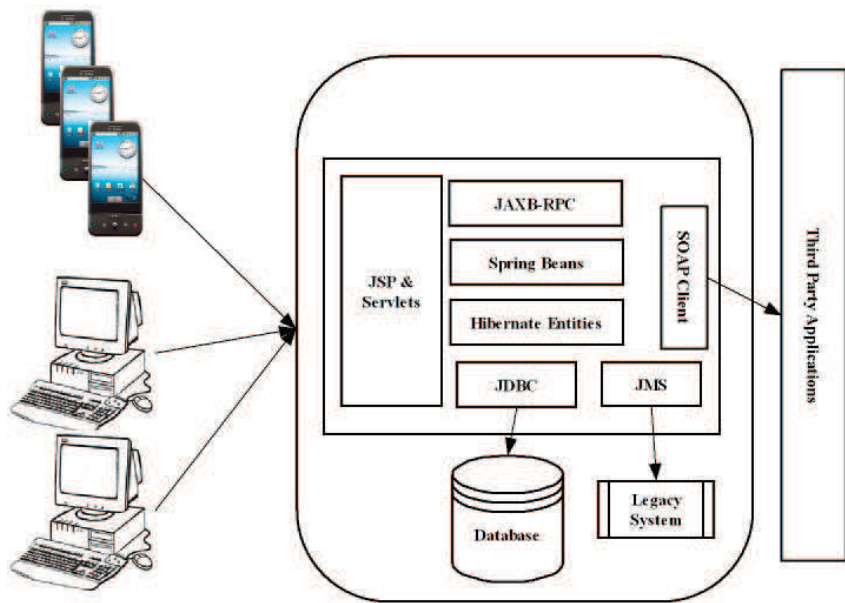 JAXB-RPC
Spring Beans
JSP &
Servlets
Hibernate Entities
SOAP Client
JDBC
JMS
Database
Legacy
System
Third Party Applications